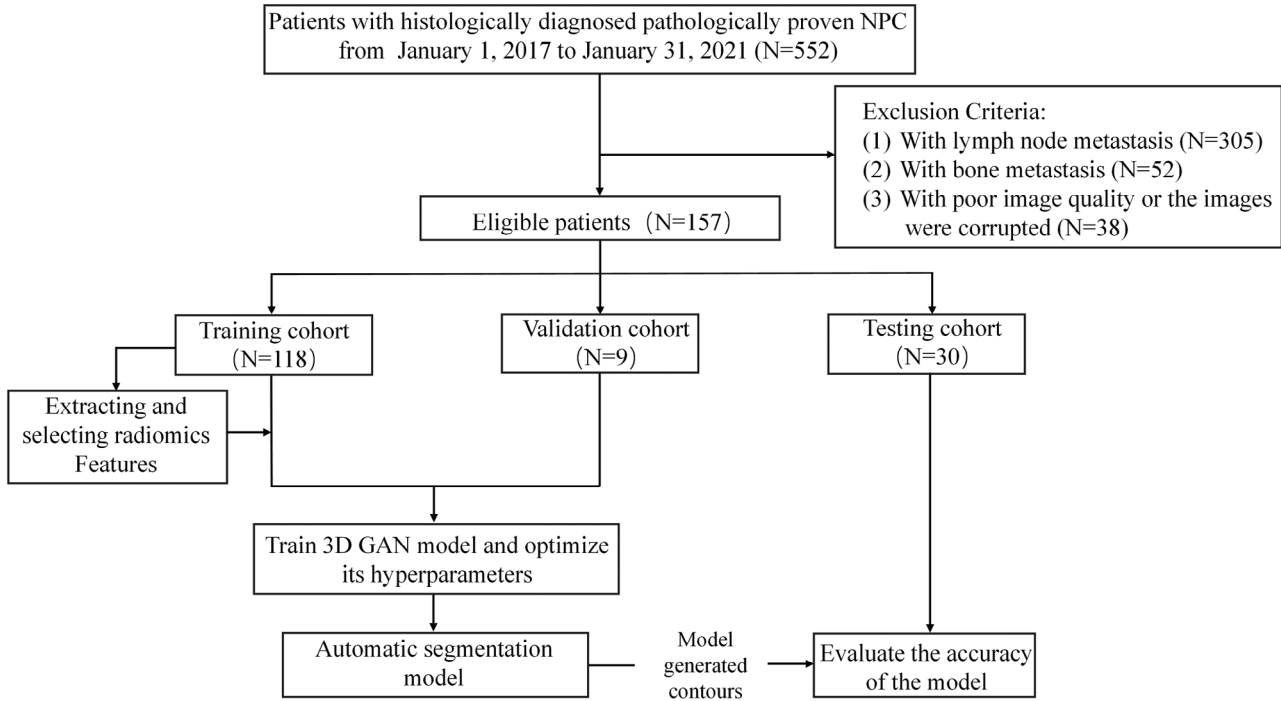 Patients with histologically diagnosed pathologically proven NPC
from January 1, 2017 to January 31, 2021 (N=552)
Exclusion Criteria:
(1) With lymph node metastasis (N=305)
(2) With bone metastasis (N=52)
(3) With poor image quality or the images
were corrupted (N=38)
Eligible patients（N=157）
Training cohort
(N=118)
Validation cohort
(N=9)
Testing cohort
(N=30)
Extracting and
selecting radiomics
Features
Train 3D GAN model and optimize
its hyperparameters
Automatic segmentation
model
Model
generated
contours
Evaluate the accuracy
of the model